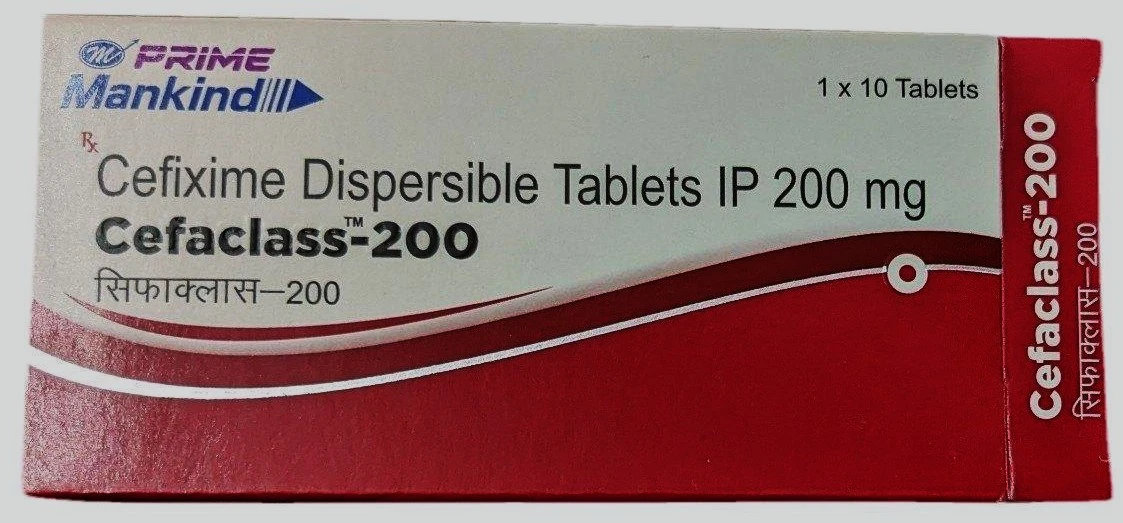 PRIME
Mankind
1 x 10 Tablets
Rx
Cefixime Dispersible Tablets IP 200 mg
Cefaclass™-200
सिफाक्लास–200
Cefaclass™-200
सिफाक्लास–200